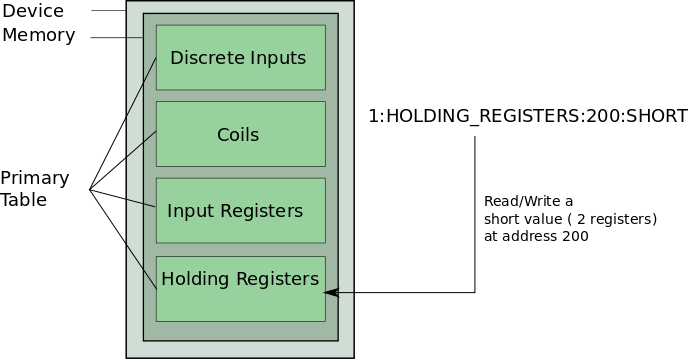 Device
Memory
Discrete Inputs
Coils
Primary
Table
Input Registers
Holding Registers
1:HOLDING_REGISTERS:200:SHORT
Read/Write a
short value ( 2 registers)
at address 200